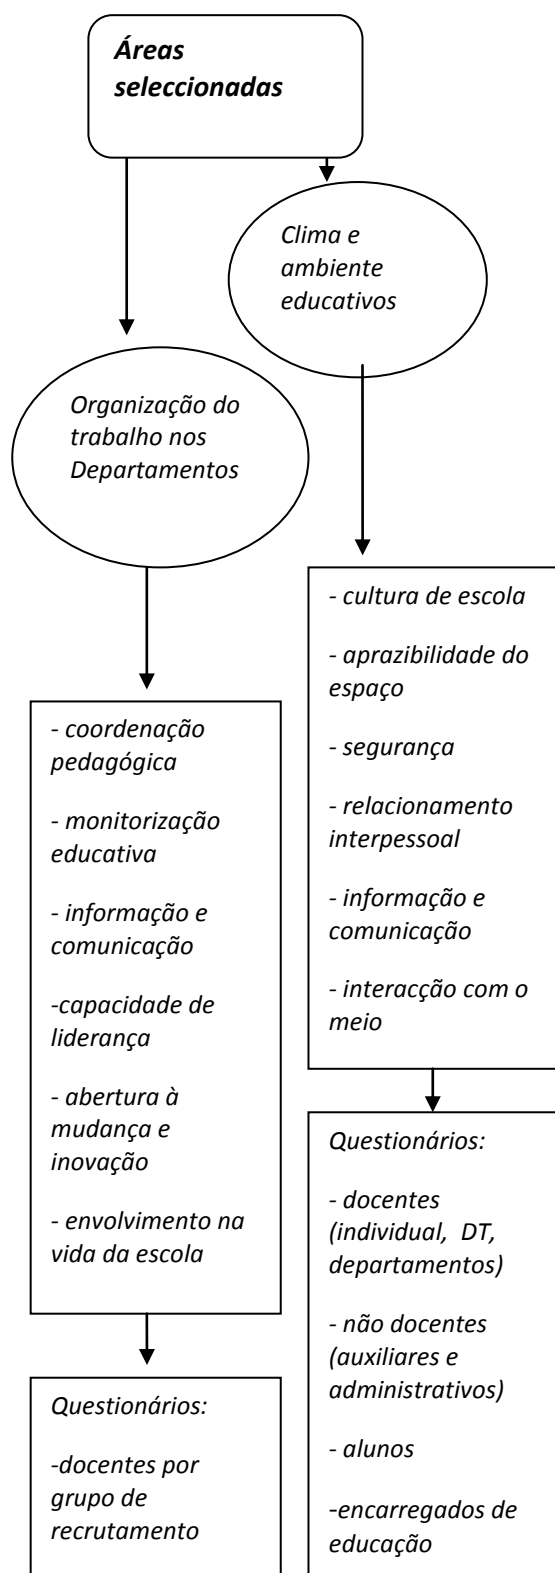 Áreas
seleccionadas
Clima e
ambiente
educativos
Organização do
trabalho nos
Departamentos
- cultura de escola
- aprazibilidade do
espaço
- segurança
- relacionamento
interpessoal
- informação e
comunicação
- interacção com o
meio
- coordenação
pedagógica
- monitorização
educativa
- informação e
comunicação
-capacidade de
liderança
- abertura à
mudança e
inovação
- envolvimento na
vida da escola
Questionários:
- docentes
(individual, DT,
departamentos)
- não docentes
(auxiliares e
administrativos)
- alunos
-encarregados de
educação
Questionários:
-docentes por
grupo de
recrutamento